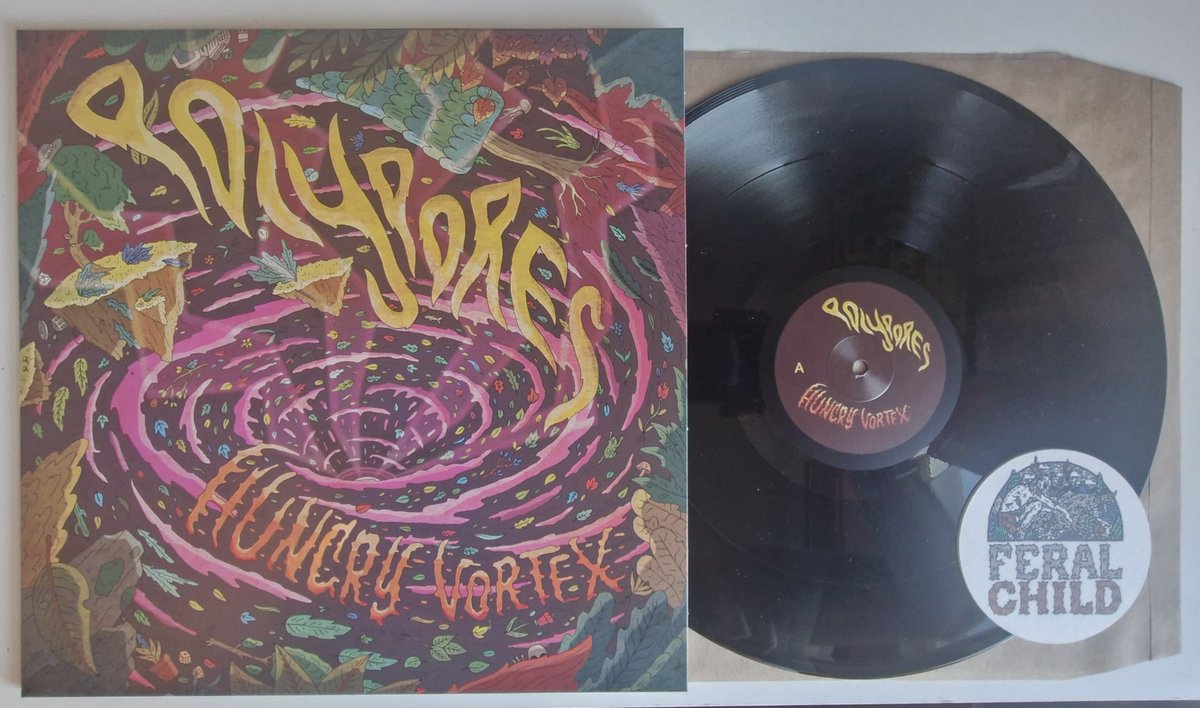 POLYPORES
HUNGRY VORTEX
POLYPORES
A
HUNGRY VORTEX
FERAL
CHILD